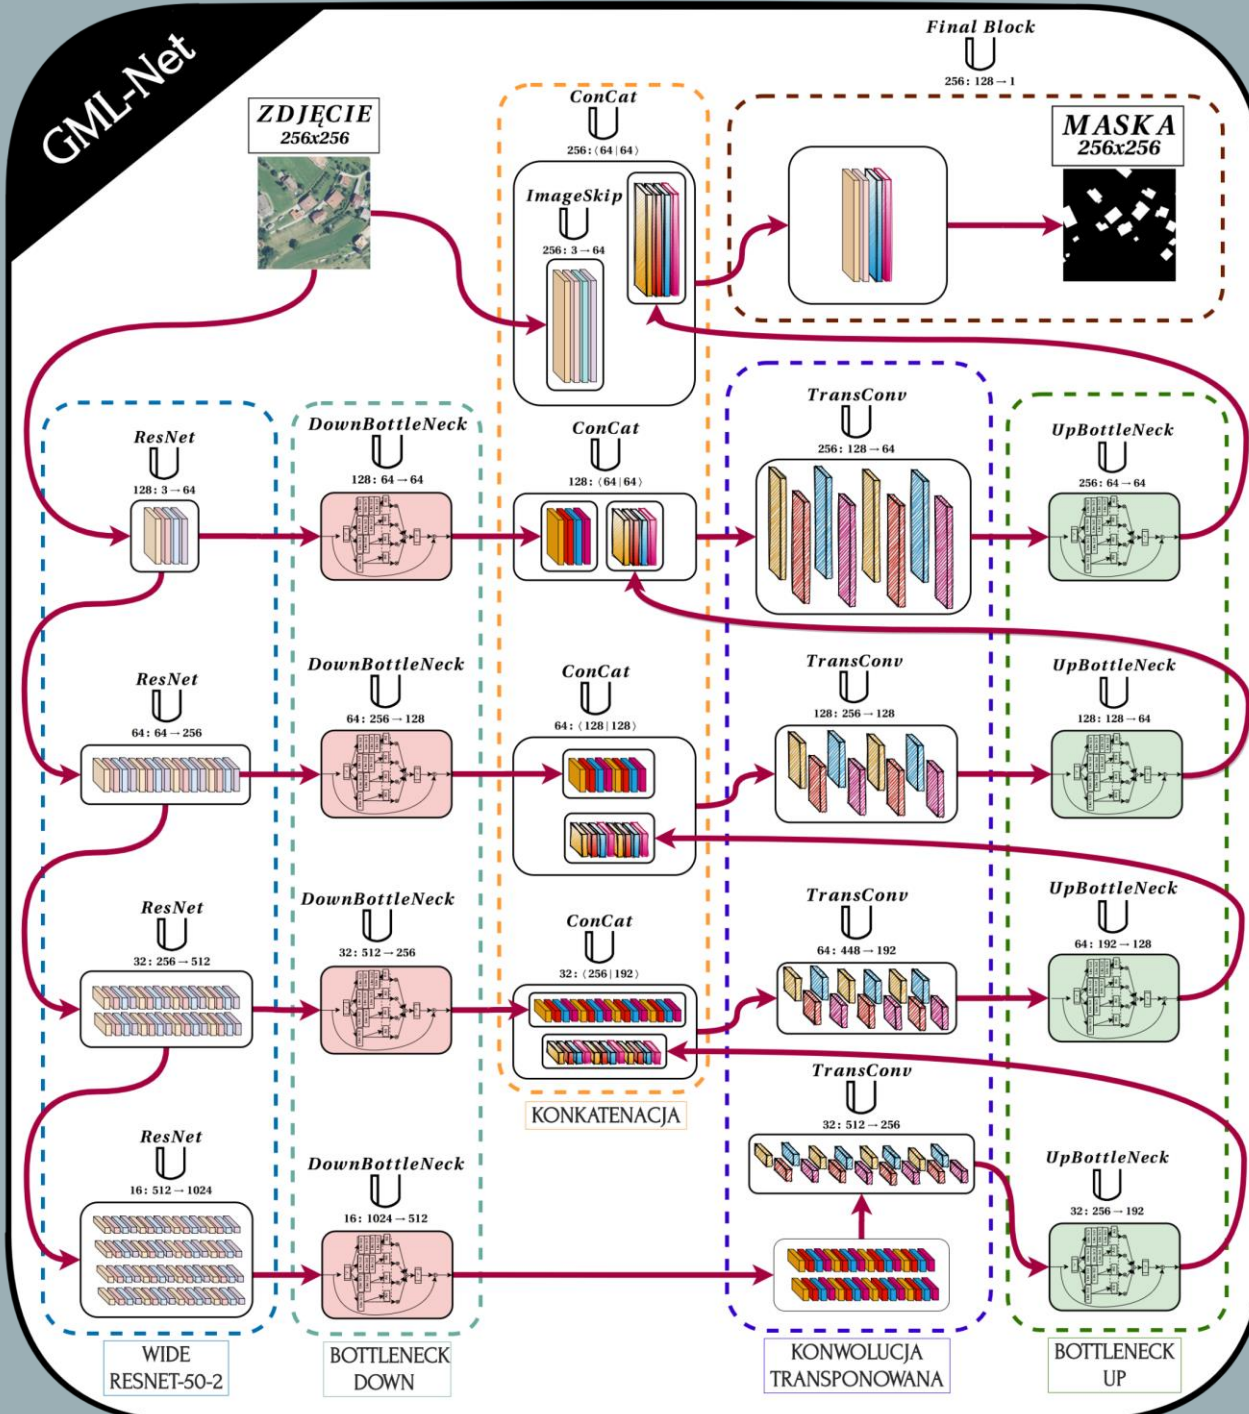 GML-Net
Final Block
256: 128→1
ZDJĘCIE
256x256
ConCat
256: ⟨64|64⟩
ImageSkip
256: 3→64
MASKA
256x256
ResNet
128: 3→64
DownBottleNeck
128: 64→64
ConCat
128: ⟨64|64⟩
TransConv
256: 128→64
UpBottleNeck
256: 64→64
ResNet
64: 64→256
DownBottleNeck
64: 256→128
ConCat
64: ⟨128|128⟩
TransConv
128: 256→128
UpBottleNeck
128: 128→64
ResNet
32: 256→512
DownBottleNeck
32: 512→256
ConCat
32: ⟨256|192⟩
TransConv
64: 448→192
UpBottleNeck
64: 192→128
ResNet
16: 512→1024
DownBottleNeck
16: 1024→512
TransConv
32: 512→256
UpBottleNeck
32: 256→192
KONKATENACJA
WIDE
RESNET-50-2
BOTTLENECK
DOWN
KONWOLUCJA
TRANSPONOWANA
BOTTLENECK
UP